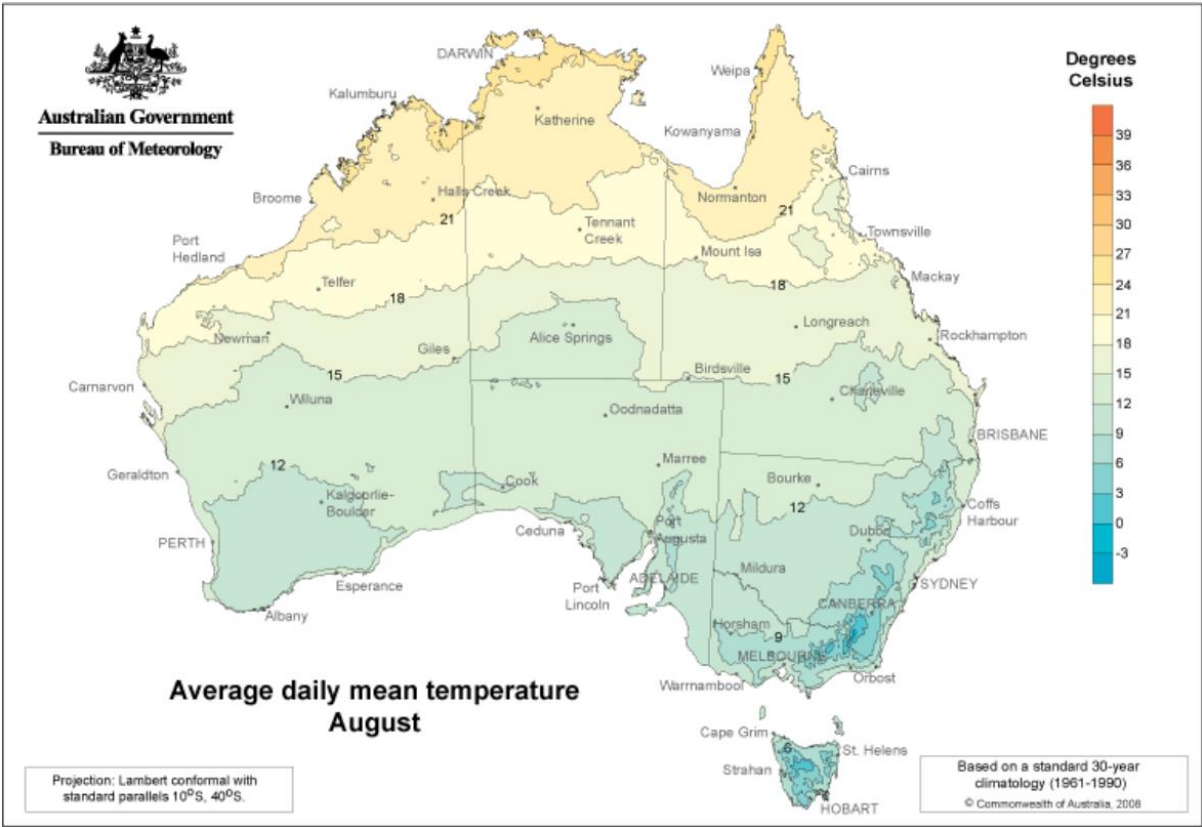 Australian Government
Bureau of Meteorology
Degrees
Celsius
39
36
33
30
27
24
21
18
15
12
9
6
3
0
-3
DARWIN
Weipa
Kalumburu
Katherine
Kowanyama
Cairns
Broome
Halls Creek
Normanton
21
21
Tennant
Creek
Townsville
Port
Hedland
Mount Isa
Mackay
Telfer
18
18
Newman
Longreach
Rockhampton
Giles
Alice Springs
Birdsville
Carnarvon
15
15
Charleville
Wiluna
Oodnadatta
BRISBANE
Geraldton
12
Marree
Cook
Bourke
Kalgoorlie-
Boulder
12
Coffs
Harbour
Ceduna
Port
Augusta
Dubbo
PERTH
Mildura
Esperance
Port
Lincoln
ADELAIDE
SYDNEY
CANBERRA
Albany
Horsham
9
MELBOURNE
Warrnambool
Orbost
Average daily mean temperature
August
Cape Grim
6
St. Helens
Strahan
HOBART
Projection: Lambert conformal with
standard parallels 10°S, 40°S.
Based on a standard 30-year
climatology (1961-1990)
© Commonwealth of Australia, 2008